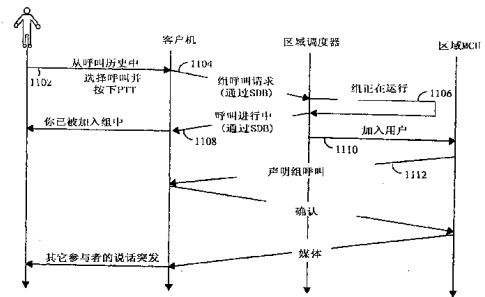 客户机
区域调度器
区域MCU
从呼叫历史中
1102
选择呼叫并
按下PTT
1104
组呼叫请求
(通过SDB)
组正在运行
1106
你已被加入组中
呼叫进行中
(通过SDB)
1108
加入用户
1110
1112
声明组呼叫
确认
媒体
其它参与者的说话突发